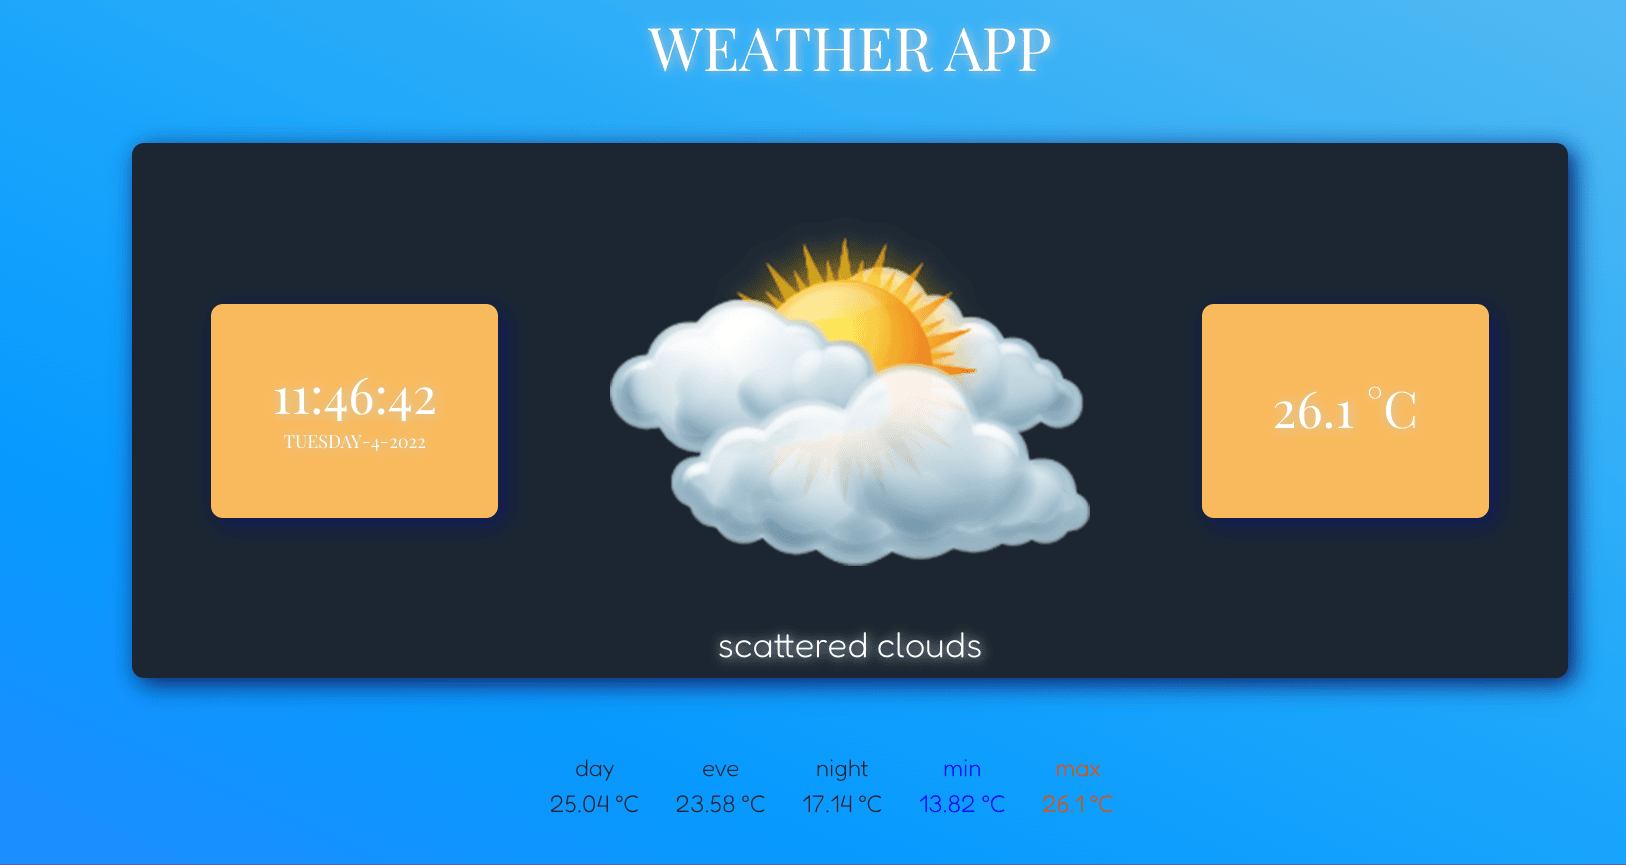 WEATHER APP
11:46:42
TUESDAY-4-2022
26.1 °C
scattered clouds
day eve night min max
25.04 °C 23.58 °C 17.14 °C 13.82 °C 26.1 °C